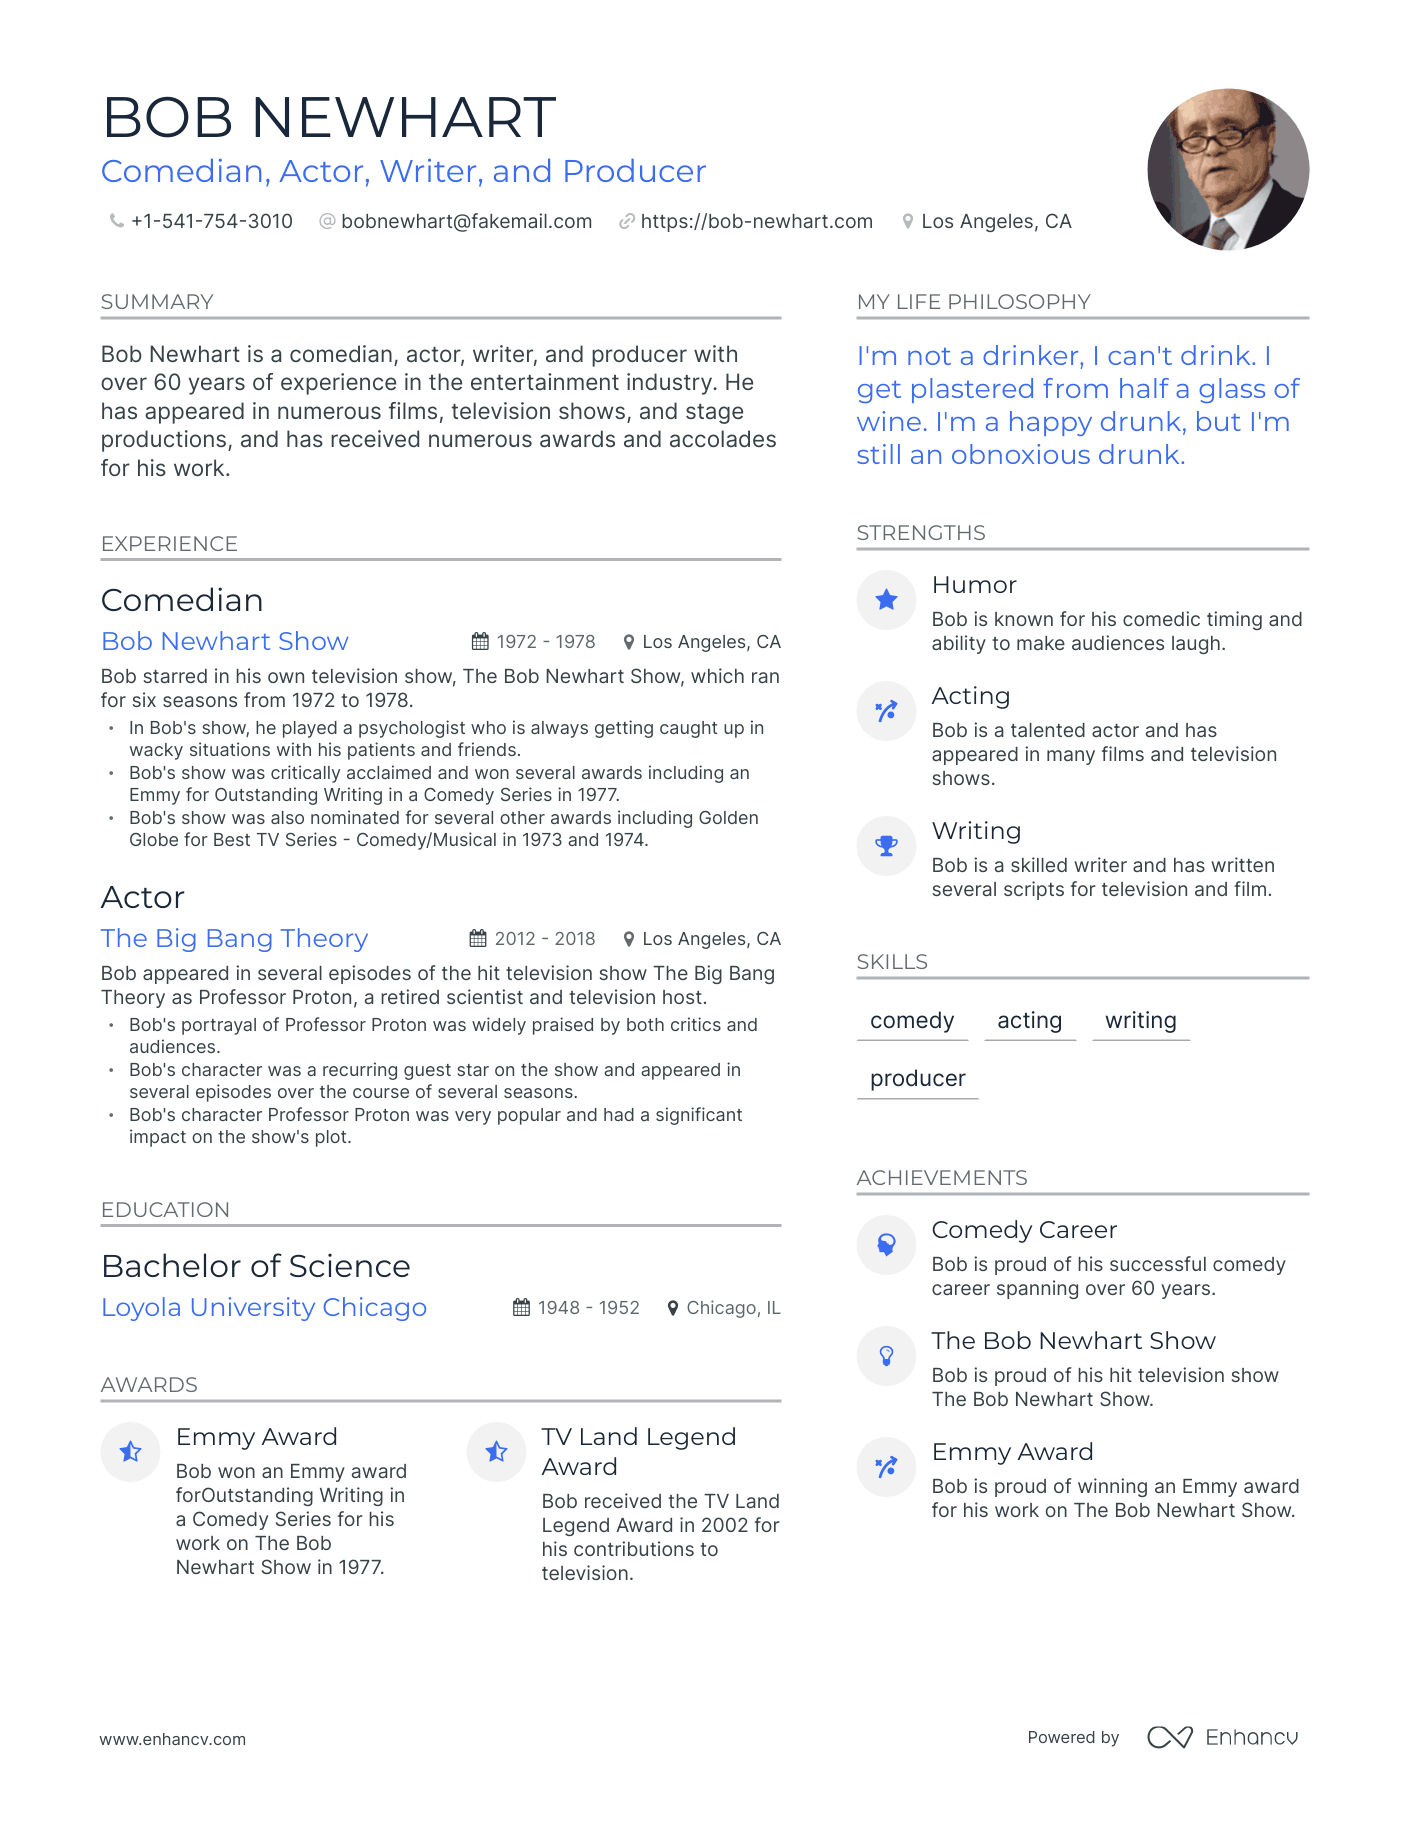 BOB NEWHART
Comedian, Actor, Writer, and Producer
+1-541-754-3010 bobnewhart@fakemail.com https://bob-newhart.com Los Angeles, CA
SUMMARY
Bob Newhart is a comedian, actor, writer, and producer with
over 60 years of experience in the entertainment industry. He
has appeared in numerous films, television shows, and stage
productions, and has received numerous awards and accolades
for his work.
EXPERIENCE
Comedian
Bob Newhart Show 1972 - 1978 Los Angeles, CA
Bob starred in his own television show, The Bob Newhart Show, which ran
for six seasons from 1972 to 1978.
• In Bob's show, he played a psychologist who is always getting caught up in
wacky situations with his patients and friends.
• Bob's show was critically acclaimed and won several awards including an
Emmy for Outstanding Writing in a Comedy Series in 1977.
• Bob's show was also nominated for several other awards including Golden
Globe for Best TV Series - Comedy/Musical in 1973 and 1974.
Actor
The Big Bang Theory 2012 - 2018 Los Angeles, CA
Bob appeared in several episodes of the hit television show The Big Bang
Theory as Professor Proton, a retired scientist and television host.
• Bob's portrayal of Professor Proton was widely praised by both critics and
audiences.
• Bob's character was a recurring guest star on the show and appeared in
several episodes over the course of several seasons.
• Bob's character Professor Proton was very popular and had a significant
impact on the show's plot.
EDUCATION
Bachelor of Science
Loyola University Chicago 1948 - 1952 Chicago, IL
AWARDS
Emmy Award
Bob won an Emmy award
forOutstanding Writing in
a Comedy Series for his
work on The Bob
Newhart Show in 1977.
TV Land Legend
Award
Bob received the TV Land
Legend Award in 2002 for
his contributions to
television.
MY LIFE PHILOSOPHY
I'm not a drinker, I can't drink. I
get plastered from half a glass of
wine. I'm a happy drunk, but I'm
still an obnoxious drunk.
STRENGTHS
Humor
Bob is known for his comedic timing and
ability to make audiences laugh.
Acting
Bob is a talented actor and has
appeared in many films and television
shows.
Writing
Bob is a skilled writer and has written
several scripts for television and film.
SKILLS
comedy acting writing
producer
ACHIEVEMENTS
Comedy Career
Bob is proud of his successful comedy
career spanning over 60 years.
The Bob Newhart Show
Bob is proud of his hit television show
The Bob Newhart Show.
Emmy Award
Bob is proud of winning an Emmy award
for his work on The Bob Newhart Show.
www.enhancv.com
Powered by Enhancv